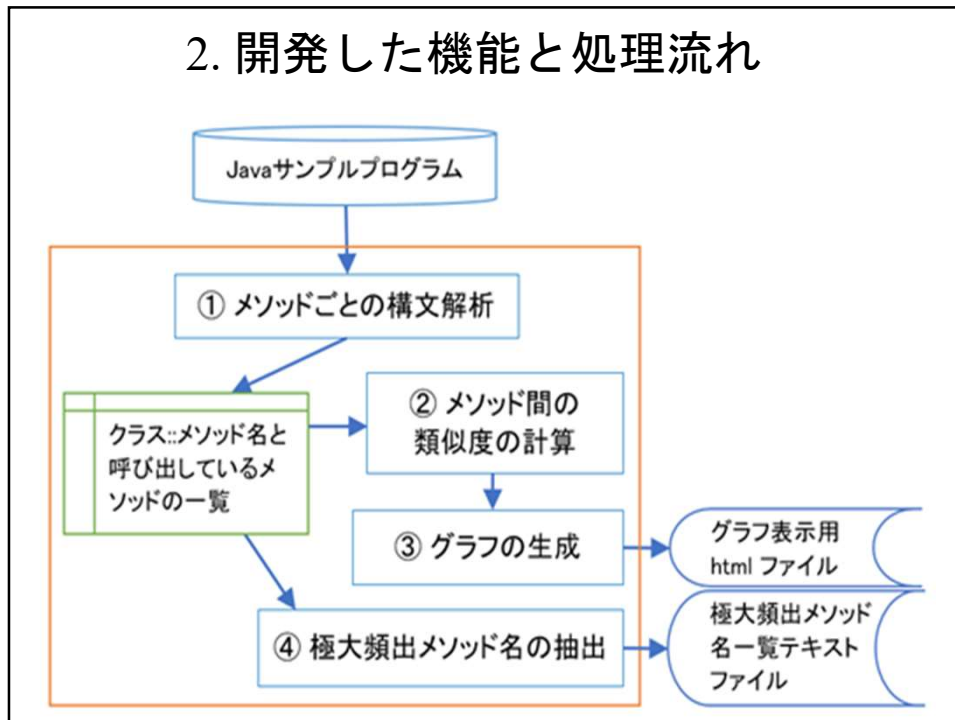 2. 開発した機能と処理流れ
Javaサンプルプログラム
① メソッドごとの構文解析
クラス::メソッド名と
呼び出しているメ
ソッドの一覧
② メソッド間の
類似度の計算
③ グラフの生成
グラフ表示用
html ファイル
④ 極大頻出メソッド名の抽出
極大頻出メソッド
名一覧テキスト
ファイル